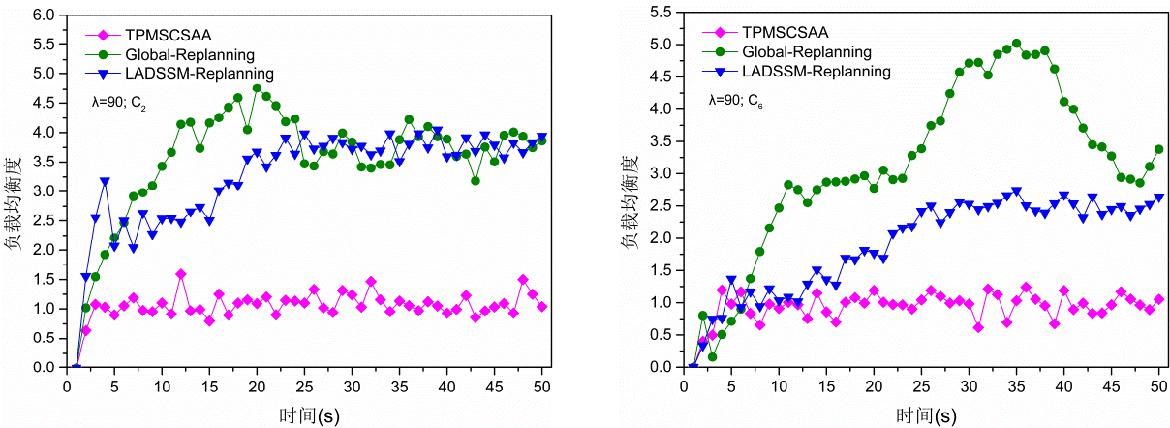 6.0
5.5
5.0
4.5
4.0
3.5
3.0
2.5
2.0
1.5
1.0
0.5
0.0
0 5 10 15 20 25 30 35 40 45 50
负载均衡度
时间(s)
TPMSCSAA
Global-Replanning
LADSSM-Replanning
λ=90; C2
5.5
5.0
4.5
4.0
3.5
3.0
2.5
2.0
1.5
1.0
0.5
0.0
0 5 10 15 20 25 30 35 40 45 50
负载均衡度
时间(s)
TPMSCSAA
Global-Replanning
LADSSM-Replanning
λ=90; C6